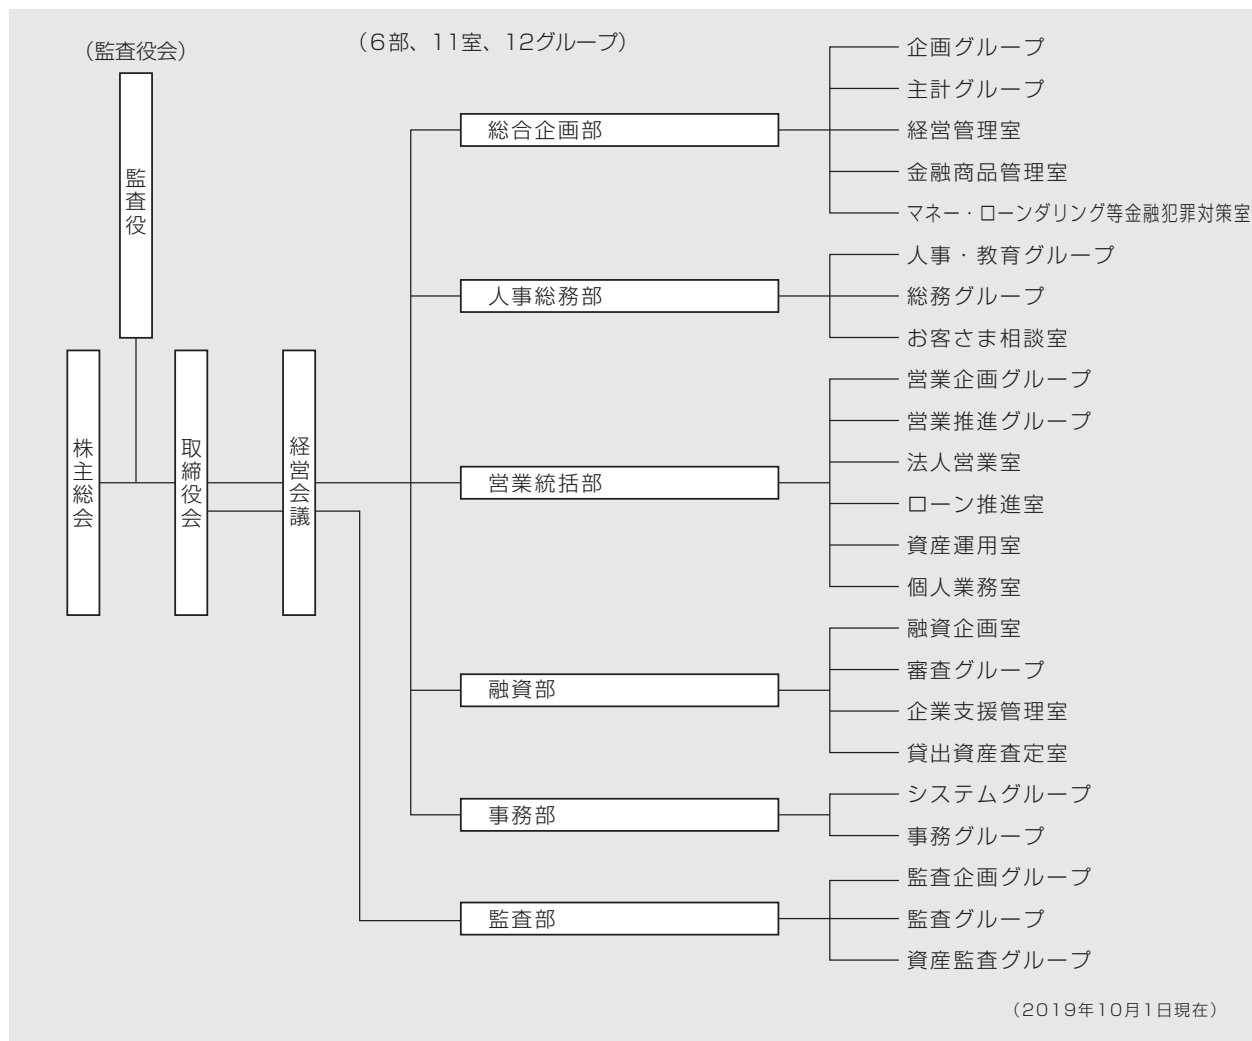 （監査役会）
（6部、11室、12グループ）
監査役
株主総会
取締役会
経営会議
総合企画部
企画グループ
主計グループ
経営管理室
金融商品管理室
マネー・ローンダリング等金融犯罪対策室
人事総務部
人事・教育グループ
総務グループ
お客さま相談室
営業統括部
営業企画グループ
営業推進グループ
法人営業室
ローン推進室
資産運用室
個人業務室
融資部
融資企画室
審査グループ
企業支援管理室
貸出資産査定室
事務部
システムグループ
事務グループ
監査部
監査企画グループ
監査グループ
資産監査グループ
（2019年10月1日現在）